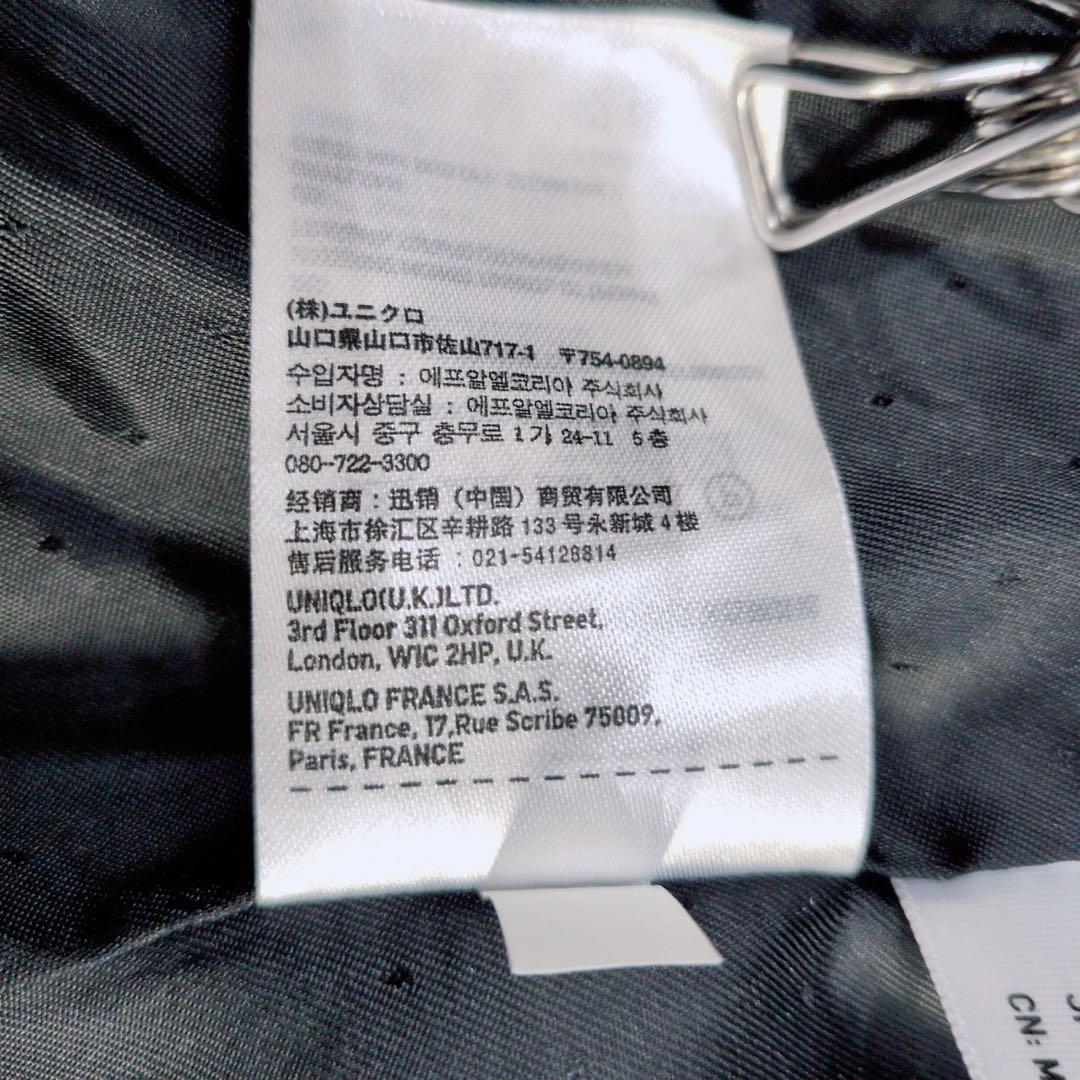 (株)ユニクロ
山口県山口市佐山717-1 〒754-0894
수입자명 : 에프알엘코리아 주식회사
소비자상담실 : 에프알엘코리아 주식회사
서울시 중구 충무로 1가 24-11 5층
080-722-3300
经销商：迅销（中国）商贸有限公司
上海市徐汇区辛耕路 133 号永新城 4 楼
售后服务电话 : 021-54128814
UNIQLO(U.K.)LTD.
3rd Floor 311 Oxford Street,
London, W1C 2HP, U.K.
UNIQLO FRANCE S.A.S.
FR France, 17,Rue Scribe 75009,
Paris, FRANCE
CN: M